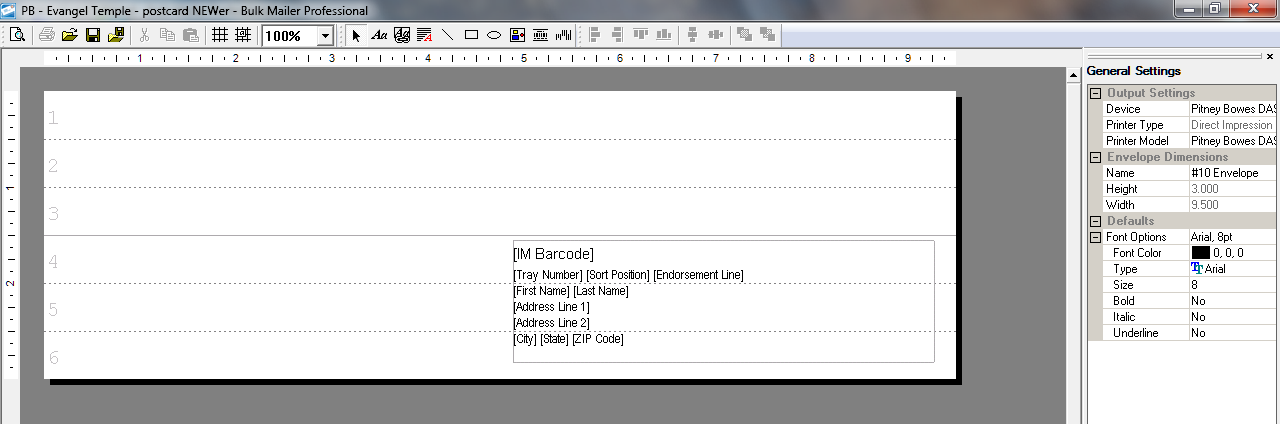 PB - Evangel Temple - postcard NEWer - Bulk Mailer Professional
100% Aa
1 2 3 4 5 6 7 8 9
General Settings
Output Settings
Device Pitney Bowes DAS
Printer Type Direct Impression
Printer Model Pitney Bowes DAS
Envelope Dimensions
Name #10 Envelope
Height 3.000
Width 9.500
Defaults
Font Options Arial, 8pt
Font Color 0, 0, 0
Type Arial
Size 8
Bold No
Italic No
Underline No
1
2
3
4
5
6
1
2
[IM Barcode]
[Tray Number] [Sort Position] [Endorsement Line]
[First Name] [Last Name]
[Address Line 1]
[Address Line 2]
[City] [State] [ZIP Code]